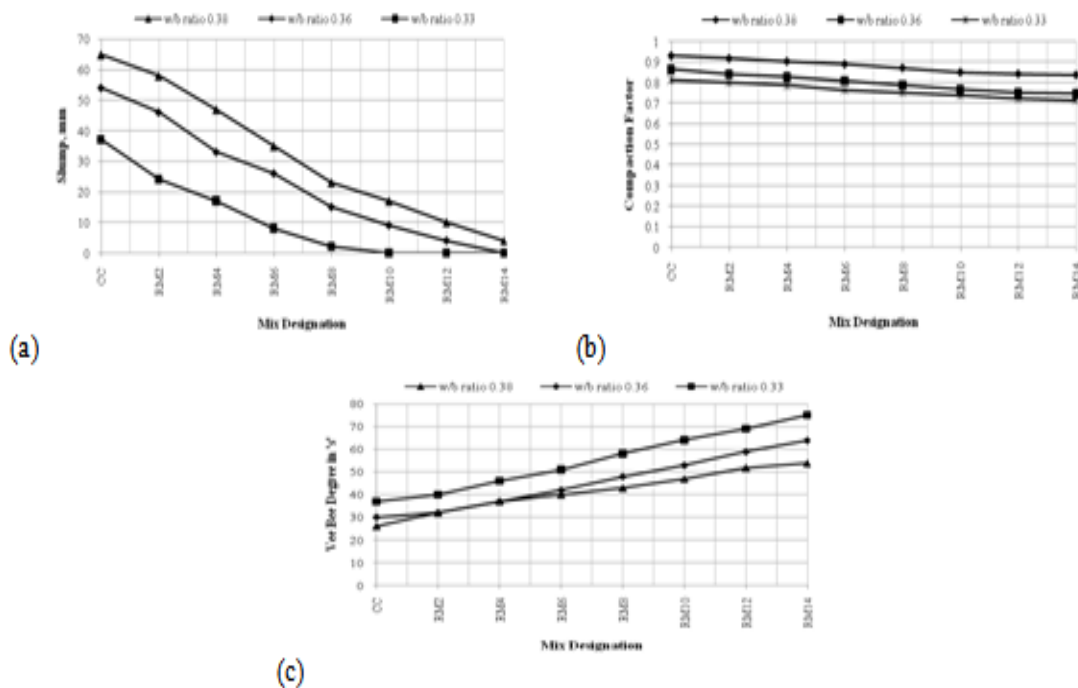 w/b ratio 0.38 w/b ratio 0.36 w/b ratio 0.33
70
60
50
40
30
20
10
0
Slump, mm
CC RM2 RM4 RM6 RM8 RM10 RM12 RM14
Mix Designation
(a)
w/b ratio 0.38 w/b ratio 0.36 w/b ratio 0.33
1
0.9
0.8
0.7
0.6
0.5
0.4
0.3
0.2
0.1
0
Compaction Factor
CC RM2 RM4 RM6 RM8 RM10 RM12 RM14
Mix Designation
(b)
w/b ratio 0.38 w/b ratio 0.36 w/b ratio 0.33
80
70
60
50
40
30
20
10
0
Vee Bee Degree in 's'
CC RM2 RM4 RM6 RM8 RM10 RM12 RM14
Mix Designation
(c)